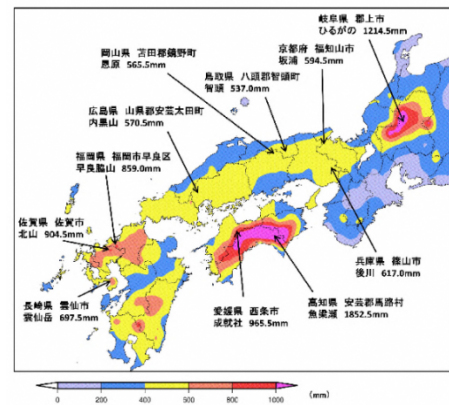 岐阜県 郡上市
ひるがの 1214.5mm
岡山県 苫田郡鏡野町
恩原 565.5mm
京都府 福知山市
坂浦 594.5mm
鳥取県 八頭郡智頭町
智頭 537.0mm
広島県 山県郡安芸太田町
内黒山 570.5mm
福岡県 福岡市早良区
早良脇山 859.0mm
佐賀県 佐賀市
北山 904.5mm
長崎県 雲仙市
雲仙岳 697.5mm
愛媛県 西条市
成就社 965.5mm
高知県 安芸郡馬路村
魚梁瀬 1852.5mm
兵庫県 篠山市
後川 617.0mm
0 200 400 600 800 1000 (mm)